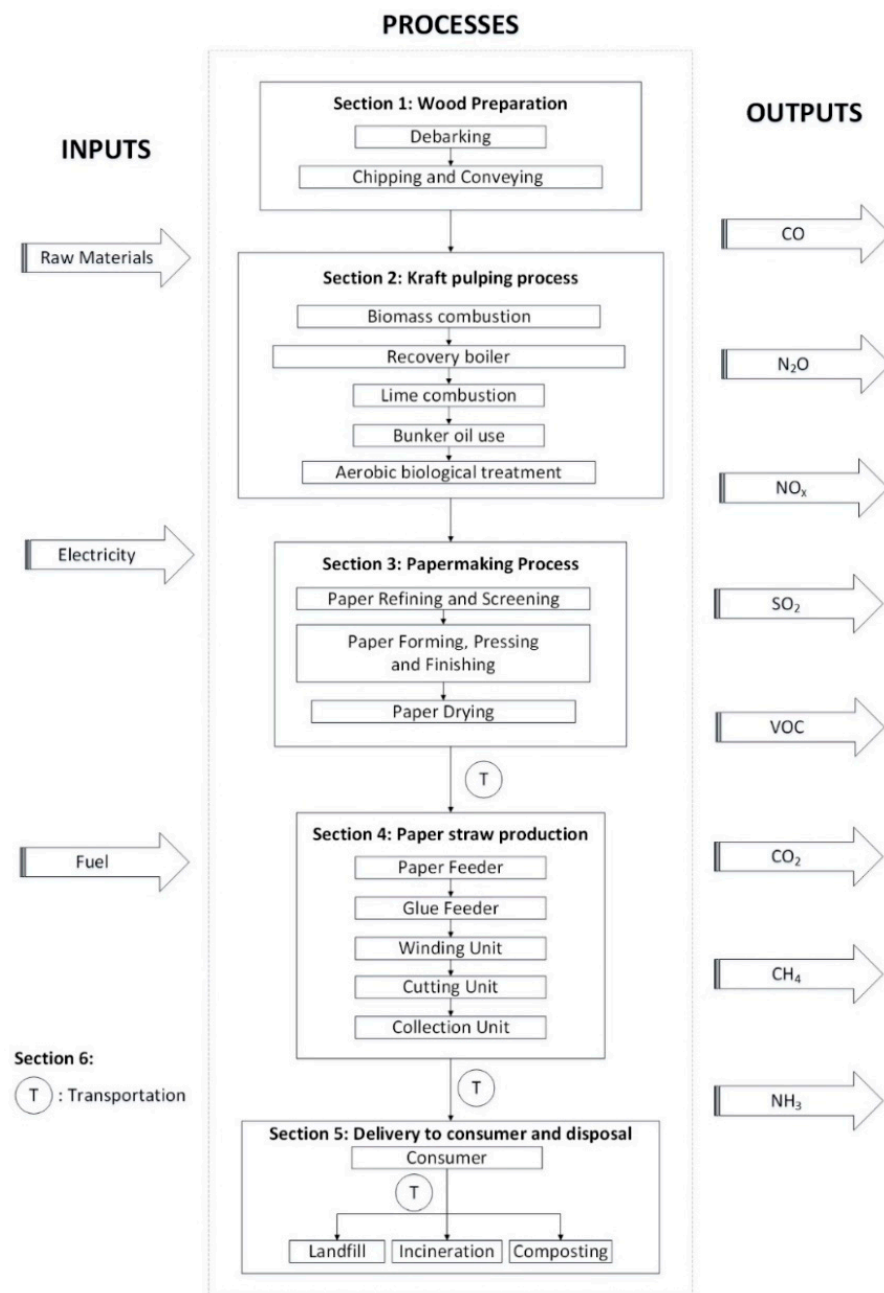 PROCESSES
INPUTS
Raw Materials
Electricity
Fuel
Section 6:
T : Transportation
Section 1: Wood Preparation
Debarking
Chipping and Conveying
Section 2: Kraft pulping process
Biomass combustion
Recovery boiler
Lime combustion
Bunker oil use
Aerobic biological treatment
Section 3: Papermaking Process
Paper Refining and Screening
Paper Forming, Pressing
and Finishing
Paper Drying
T
Section 4: Paper straw production
Paper Feeder
Glue Feeder
Winding Unit
Cutting Unit
Collection Unit
T
Section 5: Delivery to consumer and disposal
Consumer
T
Landfill
Incineration
Composting
OUTPUTS
CO
N₂O
NOₓ
SO₂
VOC
CO₂
CH₄
NH₃